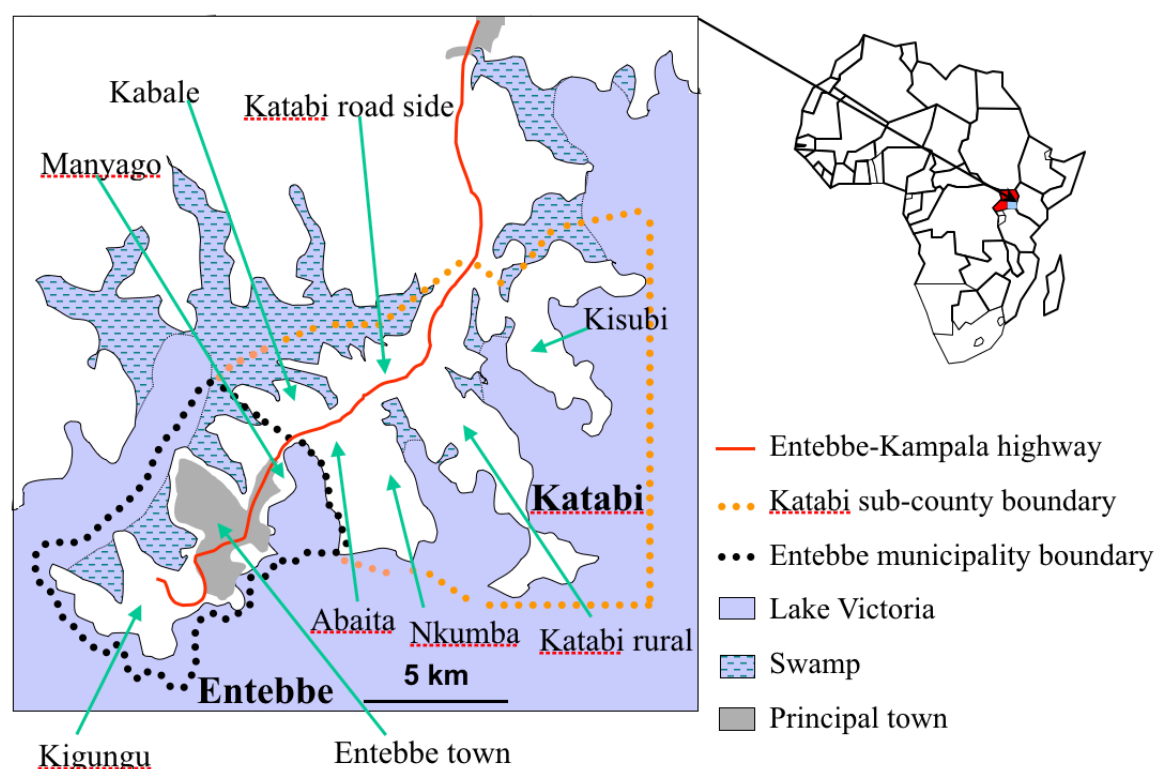 Kabale
Katabi road side
Manyago
Kisubi
Katabi
Abaita
Nkumba
Katabi rural
5 km
Entebbe
Kigungu
Entebbe town
Entebbe-Kampala highway
Katabi sub-county boundary
Entebbe municipality boundary
Lake Victoria
Swamp
Principal town